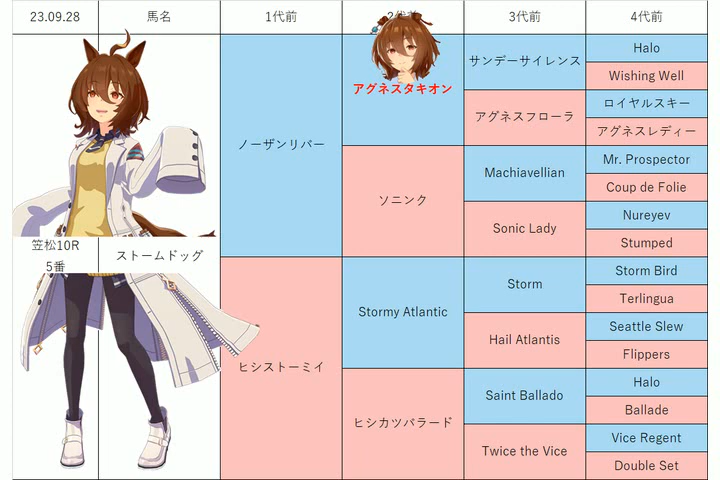 23.09.28
馬名
1代前
2代前
3代前
4代前
笠松10R
5番
ストームドッグ
ノーザンリバー
ヒシストーミイ
アグネスタキオン
ソニンク
Stormy Atlantic
ヒシカツバラード
サンデーサイレンス
アグネスフローラ
Machiavellian
Sonic Lady
Storm
Hail Atlantis
Saint Ballado
Twice the Vice
Halo
Wishing Well
ロイヤルスキー
アグネスレディー
Mr. Prospector
Coup de Folie
Nureyev
Stumped
Storm Bird
Terlingua
Seattle Slew
Flippers
Halo
Ballade
Vice Regent
Double Set